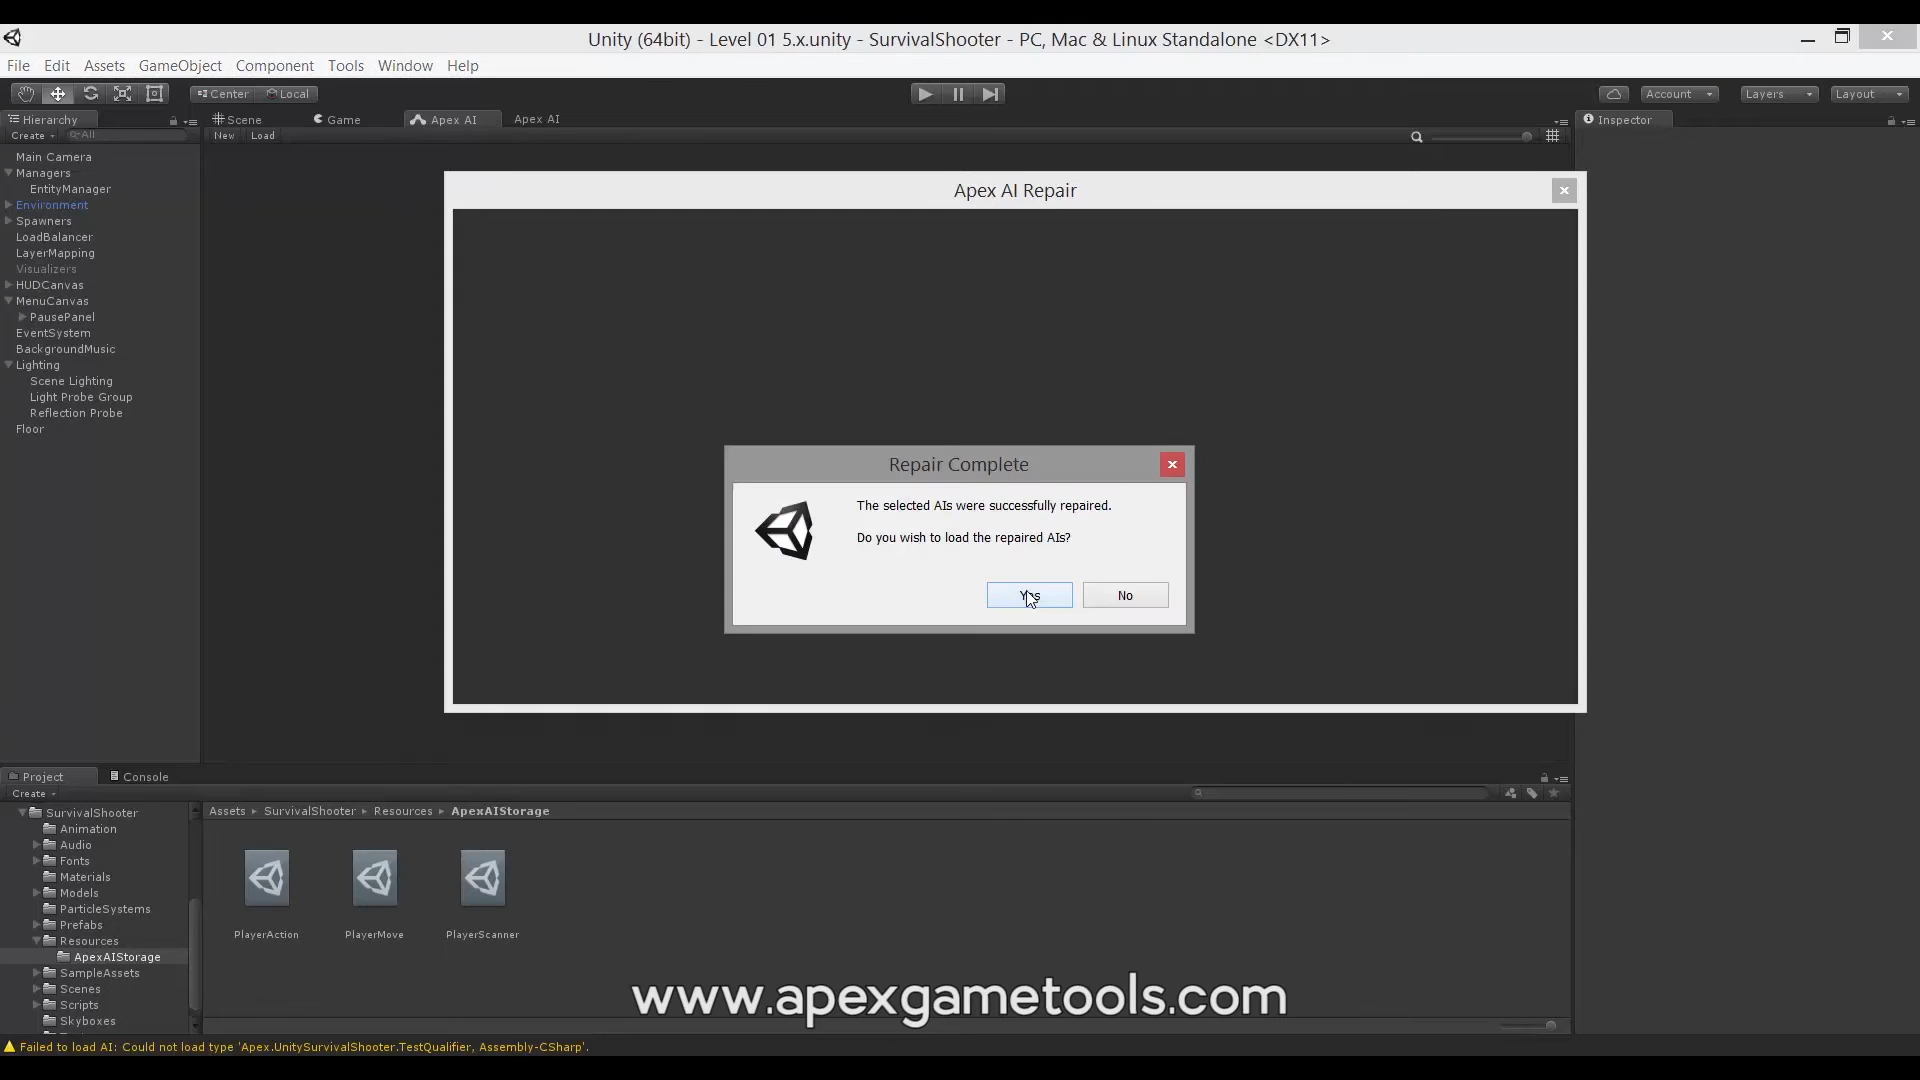 Unity (64bit) - Level 01 5.x.unity - SurvivalShooter - PC, Mac & Linux Standalone <DX11>
File Edit Assets GameObject Component Tools Window Help
Center Local Account Layers Layout
Hierarchy Scene Game Apex AI Apex AI Inspector
Create All New Load
Main Camera
Managers
EntityManager
Environment
Spawners
LoadBalancer
LayerMapping
Visualizers
HUDCanvas
MenuCanvas
PausePanel
EventSystem
BackgroundMusic
Lighting
Scene Lighting
Light Probe Group
Reflection Probe
Floor
Apex AI Repair
Repair Complete
The selected AIs were successfully repaired.
Do you wish to load the repaired AIs?
Yes No
Project Console
Create
SurvivalShooter
Animation
Audio
Fonts
Materials
Models
ParticleSystems
Prefabs
Resources
ApexAIStorage
SampleAssets
Scenes
Scripts
Skyboxes
Assets SurvivalShooter Resources ApexAIStorage
PlayerAction PlayerMove PlayerScanner
www.apexgametools.com
Failed to load AI: Could not load type 'Apex.UnitySurvivalShooter.TestQualifier, Assembly-CSharp'.